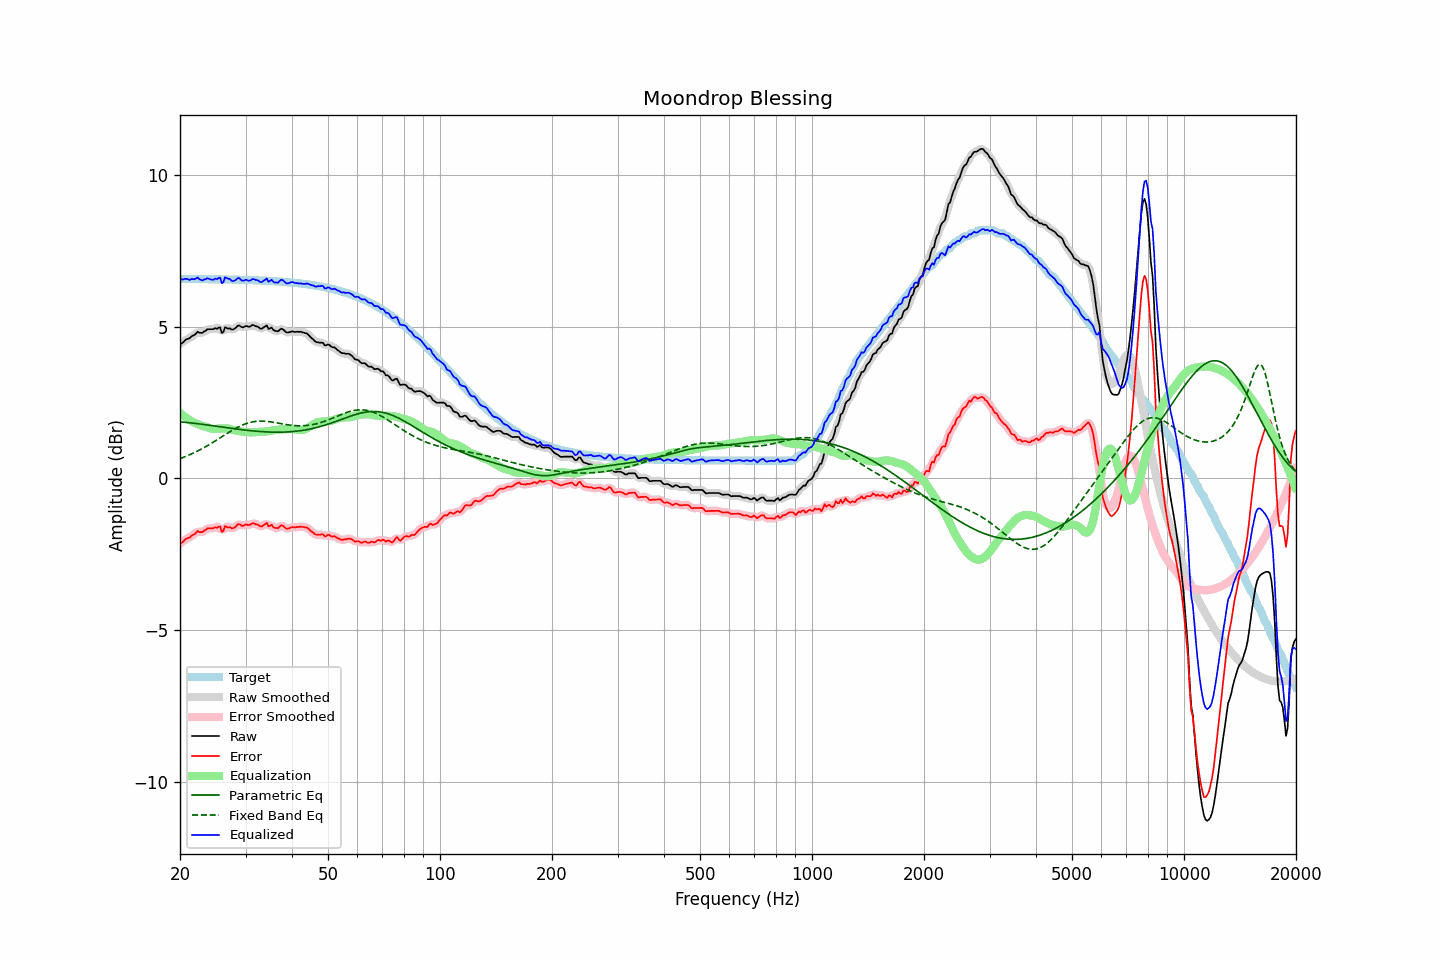 Moondrop Blessing
Amplitude (dBr)
10
5
0
−5
−10
Target
Raw Smoothed
Error Smoothed
Raw
Error
Equalization
Parametric Eq
Fixed Band Eq
Equalized
20 50 100 200 500 1000 2000 5000 10000 20000
Frequency (Hz)